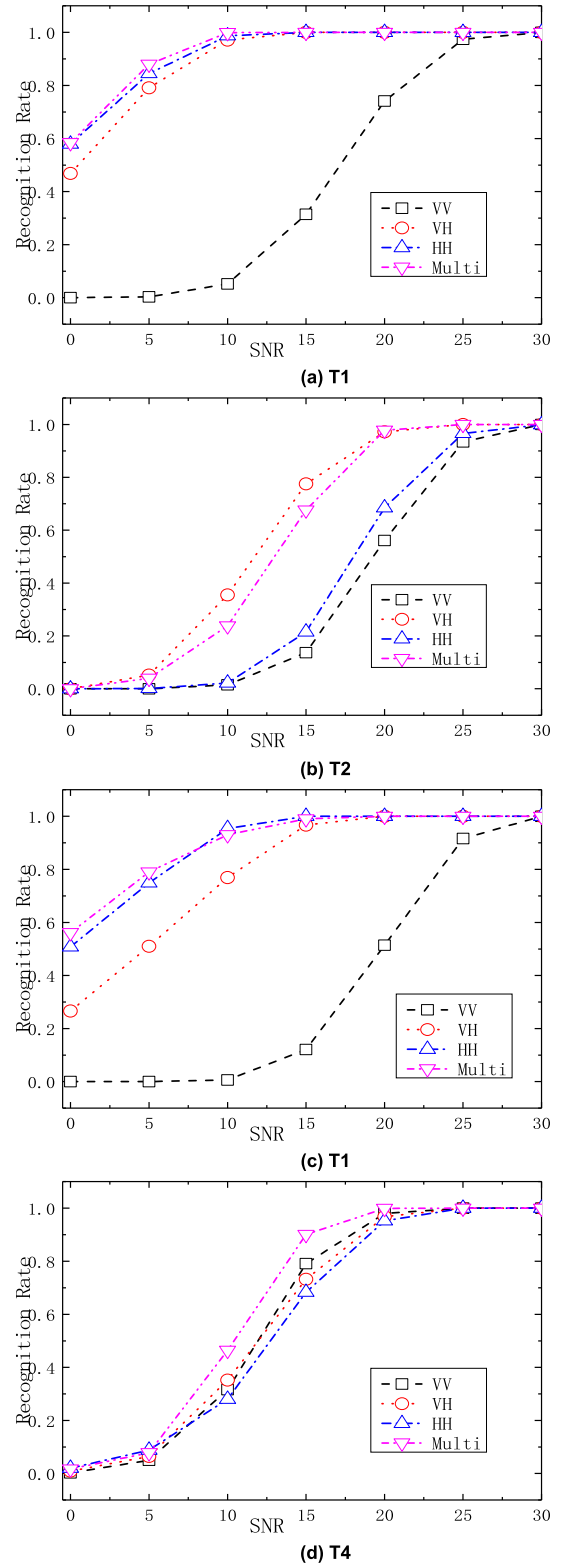 Recognition Rate
1.0
0.8
0.6
0.4
0.2
0.0
VV
VH
HH
Multi
0 5 10 15 20 25 30
SNR
(a) T1
Recognition Rate
1.0
0.8
0.6
0.4
0.2
0.0
VV
VH
HH
Multi
0 5 10 15 20 25 30
SNR
(b) T2
Recognition Rate
1.0
0.8
0.6
0.4
0.2
0.0
VV
VH
HH
Multi
0 5 10 15 20 25 30
SNR
(c) T1
Recognition Rate
1.0
0.8
0.6
0.4
0.2
0.0
VV
VH
HH
Multi
0 5 10 15 20 25 30
SNR
(d) T4